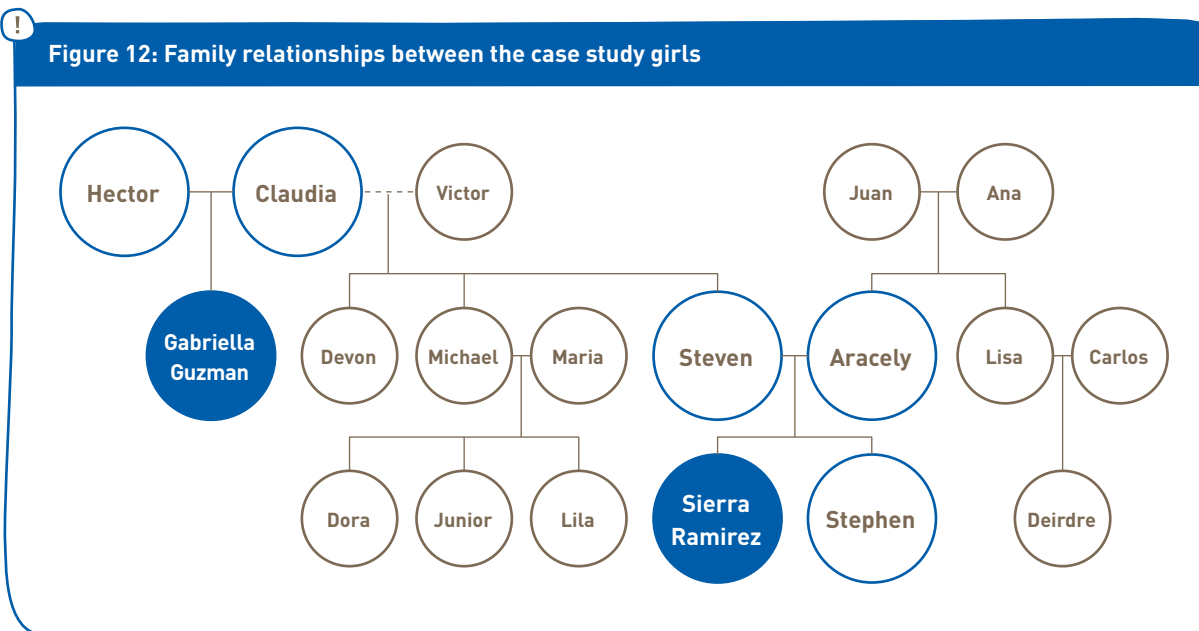 !
Figure 12: Family relationships between the case study girls
Hector
Claudia
Victor
Juan
Ana
Gabriella
Guzman
Devon
Michael
Maria
Steven
Aracely
Lisa
Carlos
Dora
Junior
Lila
Sierra
Ramirez
Stephen
Deirdre